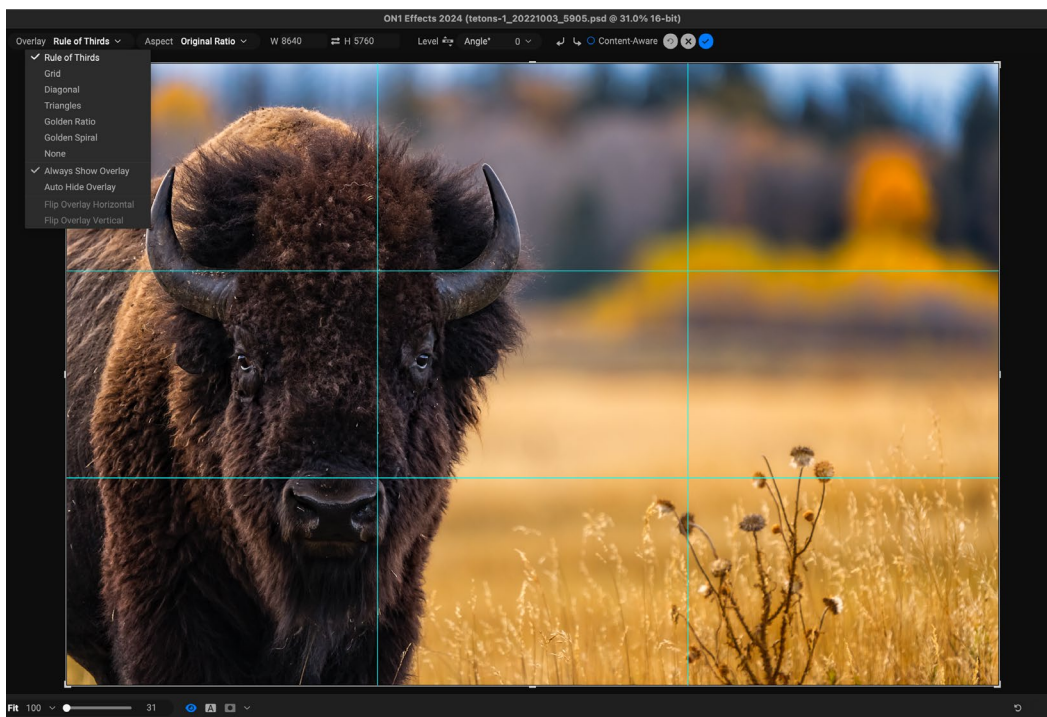 ON1 Effects 2024 (tetons-1_20221003_5905.psd @ 31.0% 16-bit)
Overlay Rule of Thirds Aspect Original Ratio W 8640 H 5760 Level Angle° 0 Content-Aware
Rule of Thirds
Grid
Diagonal
Triangles
Golden Ratio
Golden Spiral
None
Always Show Overlay
Auto Hide Overlay
Flip Overlay Horizontal
Flip Overlay Vertical
Fit 100 31 A